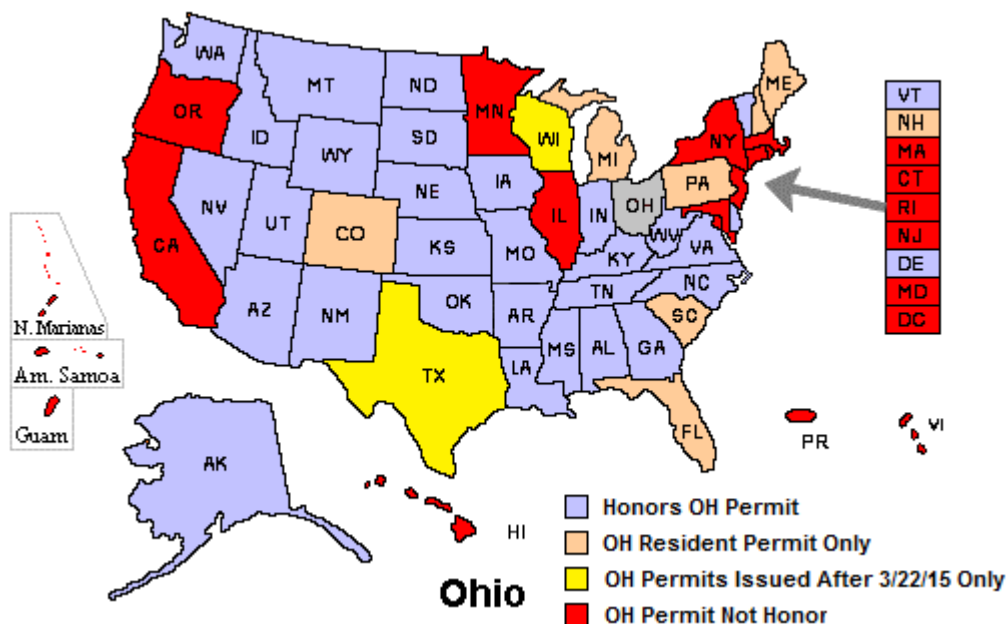 WA
MT
ND
MN
ME
OR
ID
SD
WI
NY
VT
NH
MA
CT
RI
NJ
DE
MD
DC
WY
MI
IA
NE
PA
NV
UT
CO
IL
IN
OH
WV
VA
CA
KS
MO
KY
NC
TN
AZ
NM
OK
AR
SC
MS
AL
GA
LA
TX
FL
N. Marianas
Am. Samoa
Guam
AK
HI
PR
VI
Honors OH Permit
OH Resident Permit Only
OH Permits Issued After 3/22/15 Only
OH Permit Not Honor
Ohio